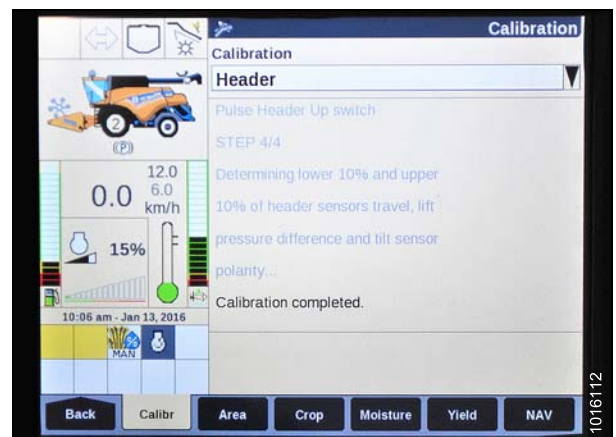 Calibration
Calibration
Header
Pulse Header Up switch
STEP 4/4
Determining lower 10% and upper
10% of header sensors travel, lift
pressure difference and tilt sensor
polarity...
Calibration completed.
2
(P)
12.0
0.0
6.0
km/h
15%
F
10:06 am - Jan 13, 2016
%
MAN
Back
Calibr
Area
Crop
Moisture
Yield
NAV
1016112